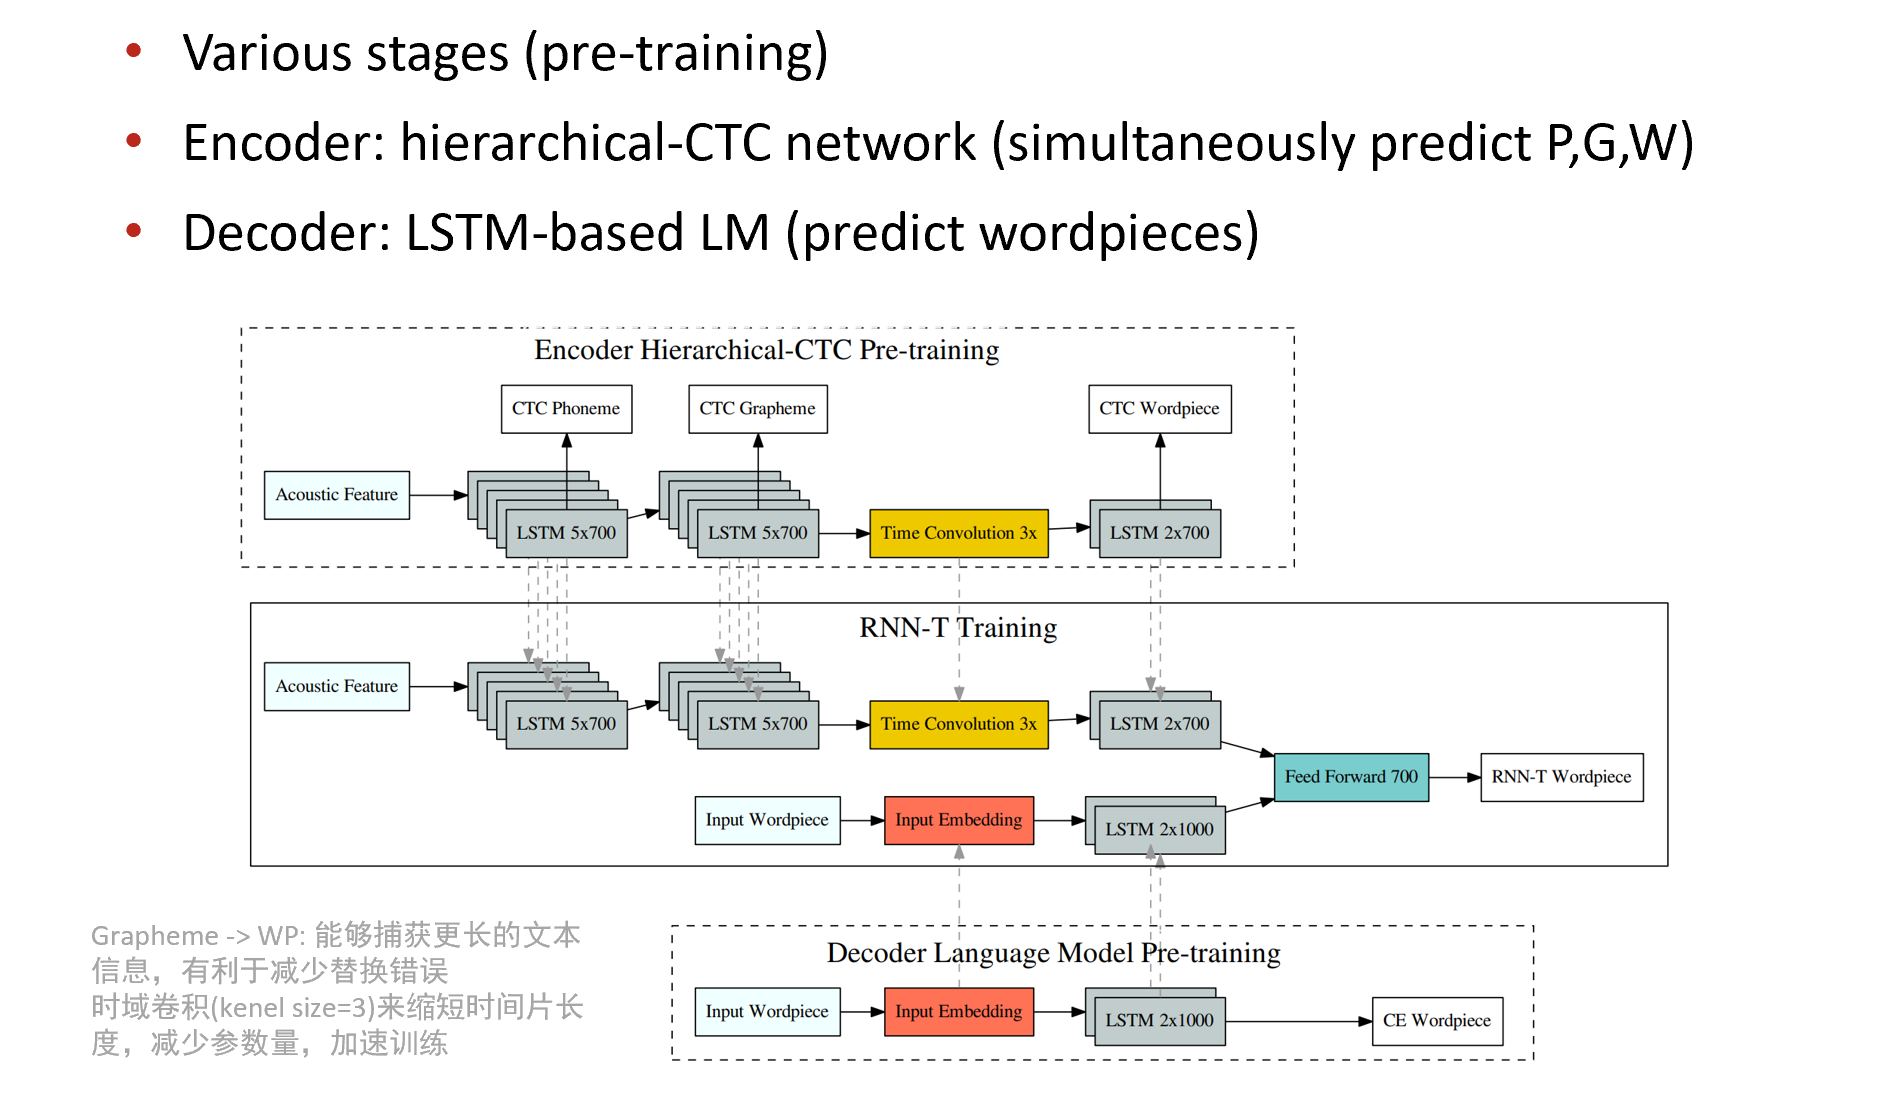 • Various stages (pre-training)
• Encoder: hierarchical-CTC network (simultaneously predict P,G,W)
• Decoder: LSTM-based LM (predict wordpieces)
Encoder Hierarchical-CTC Pre-training
CTC Phoneme
CTC Grapheme
CTC Wordpiece
Acoustic Feature
LSTM 5x700
LSTM 5x700
Time Convolution 3x
LSTM 2x700
RNN-T Training
Acoustic Feature
LSTM 5x700
LSTM 5x700
Time Convolution 3x
LSTM 2x700
Feed Forward 700
RNN-T Wordpiece
Input Wordpiece
Input Embedding
LSTM 2x1000
Decoder Language Model Pre-training
Input Wordpiece
Input Embedding
LSTM 2x1000
CE Wordpiece
Grapheme -> WP: 能够捕获更长的文本
信息，有利于减少替换错误
时域卷积(kenel size=3)来缩短时间片长
度，减少参数量，加速训练